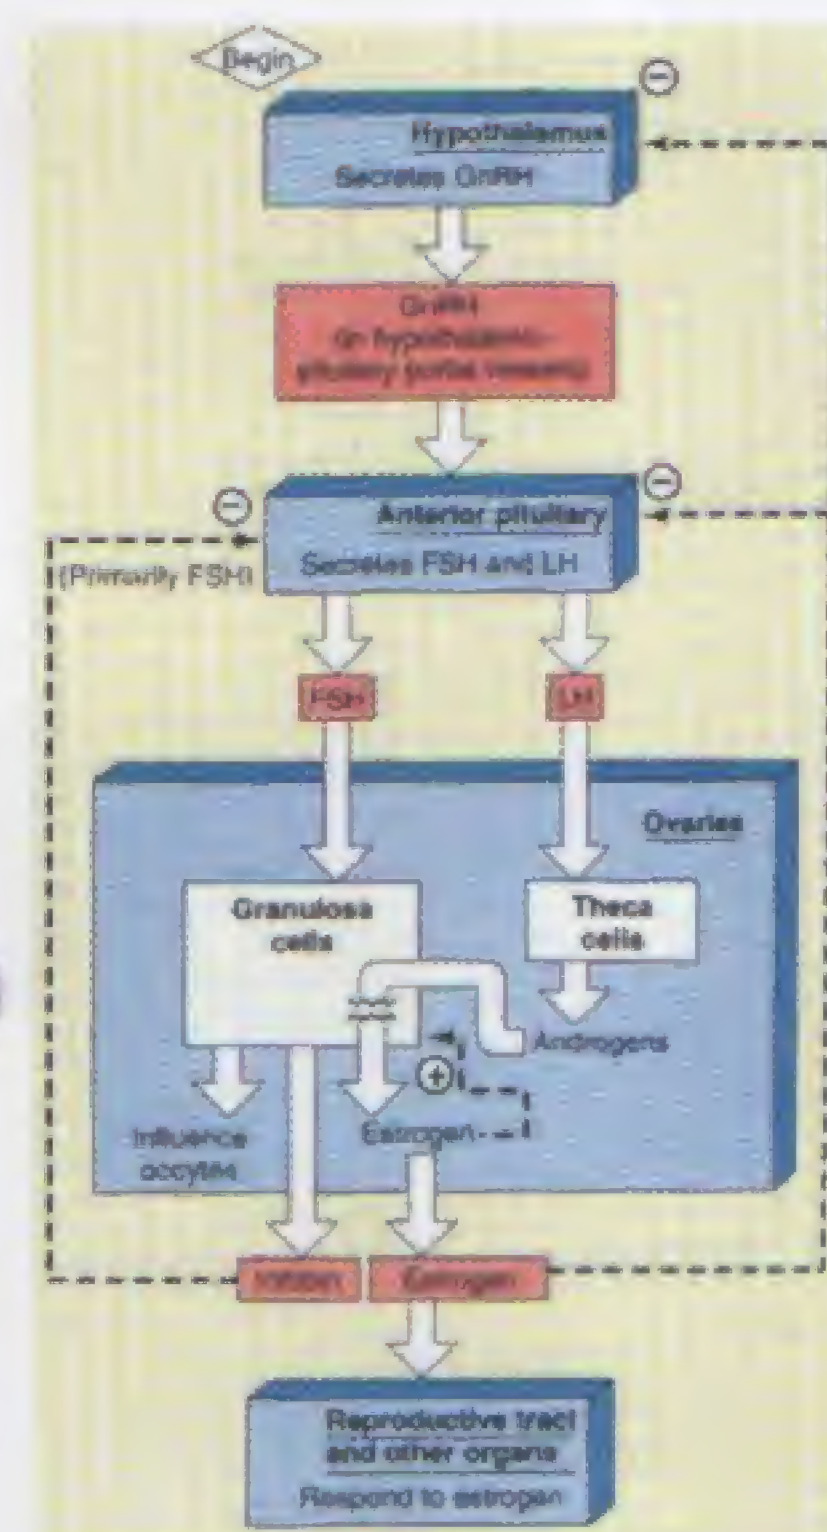 Begin
Hypothalamus
Secretes GnRH
GnRH
(in hypothalamo-
pituitary portal vessels)
Anterior pituitary
Secretes FSH and LH
(Primarily FSH)
FSH
LH
Ovaries
Granulosa
cells
Theca
cells
Androgens
Influence
oocytes
Estrogen
Inhibin
Estrogen
Reproductive tract
and other organs
Respond to estrogen